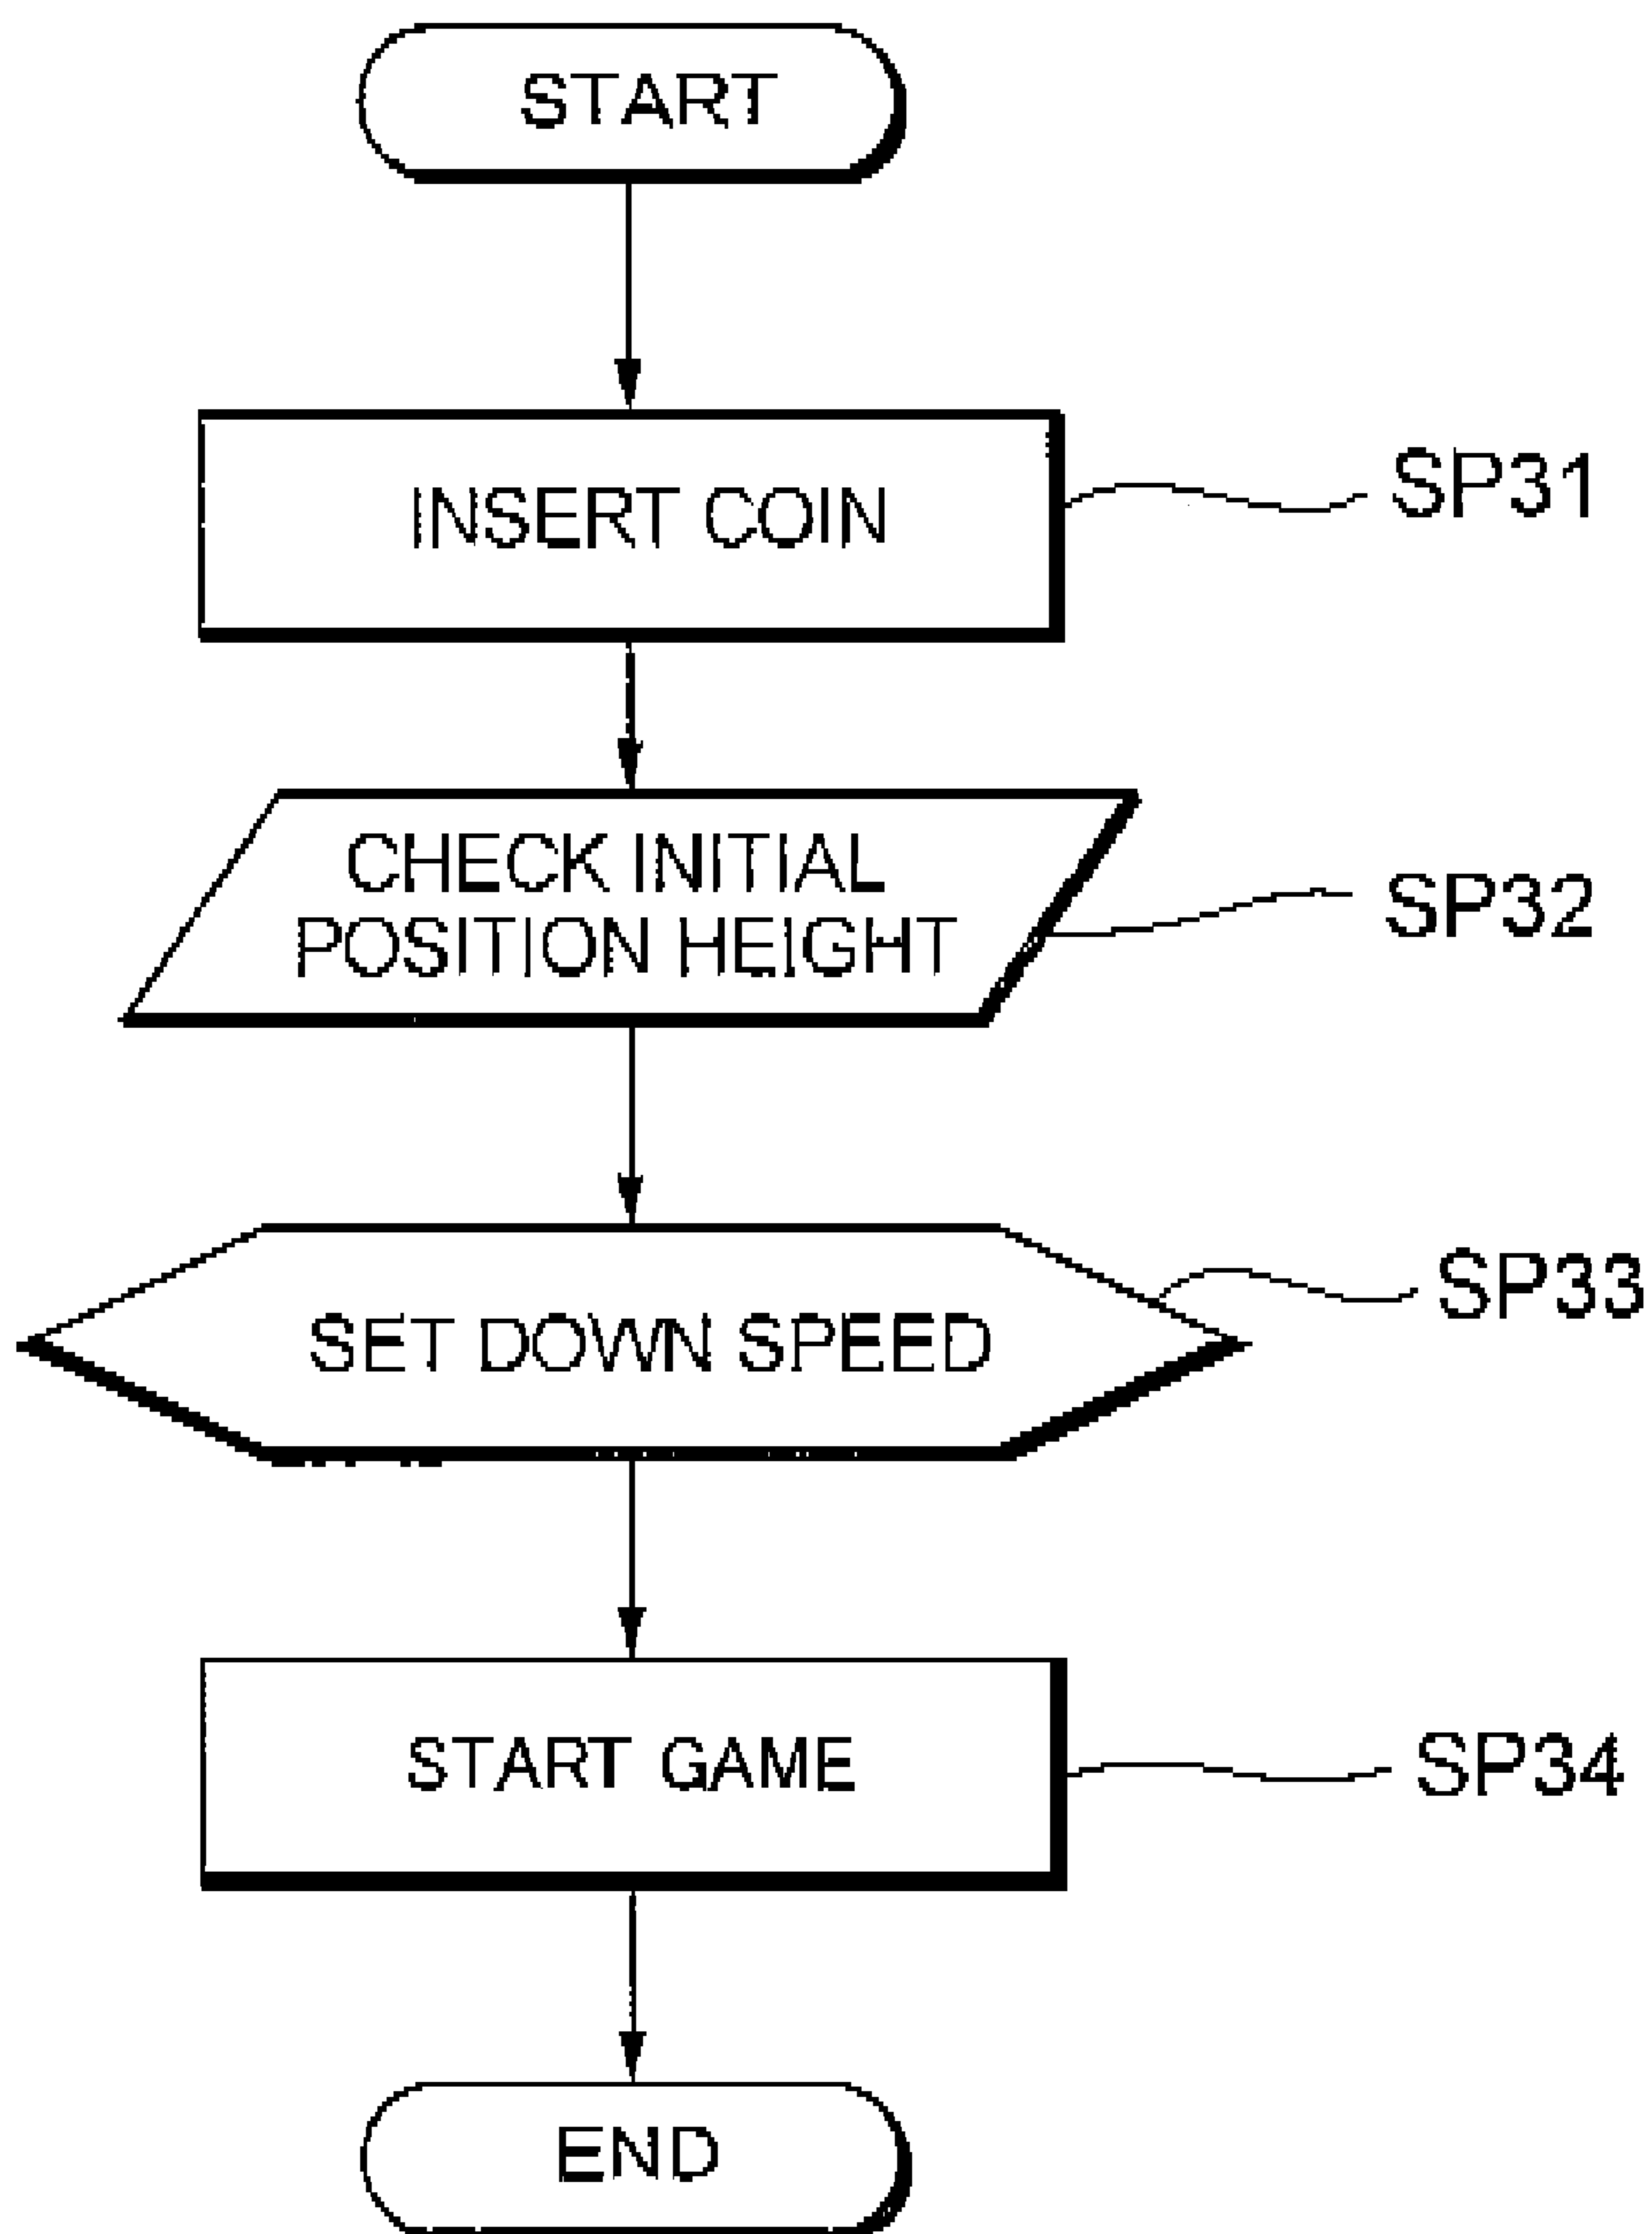 START
INSERT COIN
SP31
CHECK INITIAL
POSITION HEIGHT
SP32
SET DOWN SPEED
SP33
START GAME
SP34
END